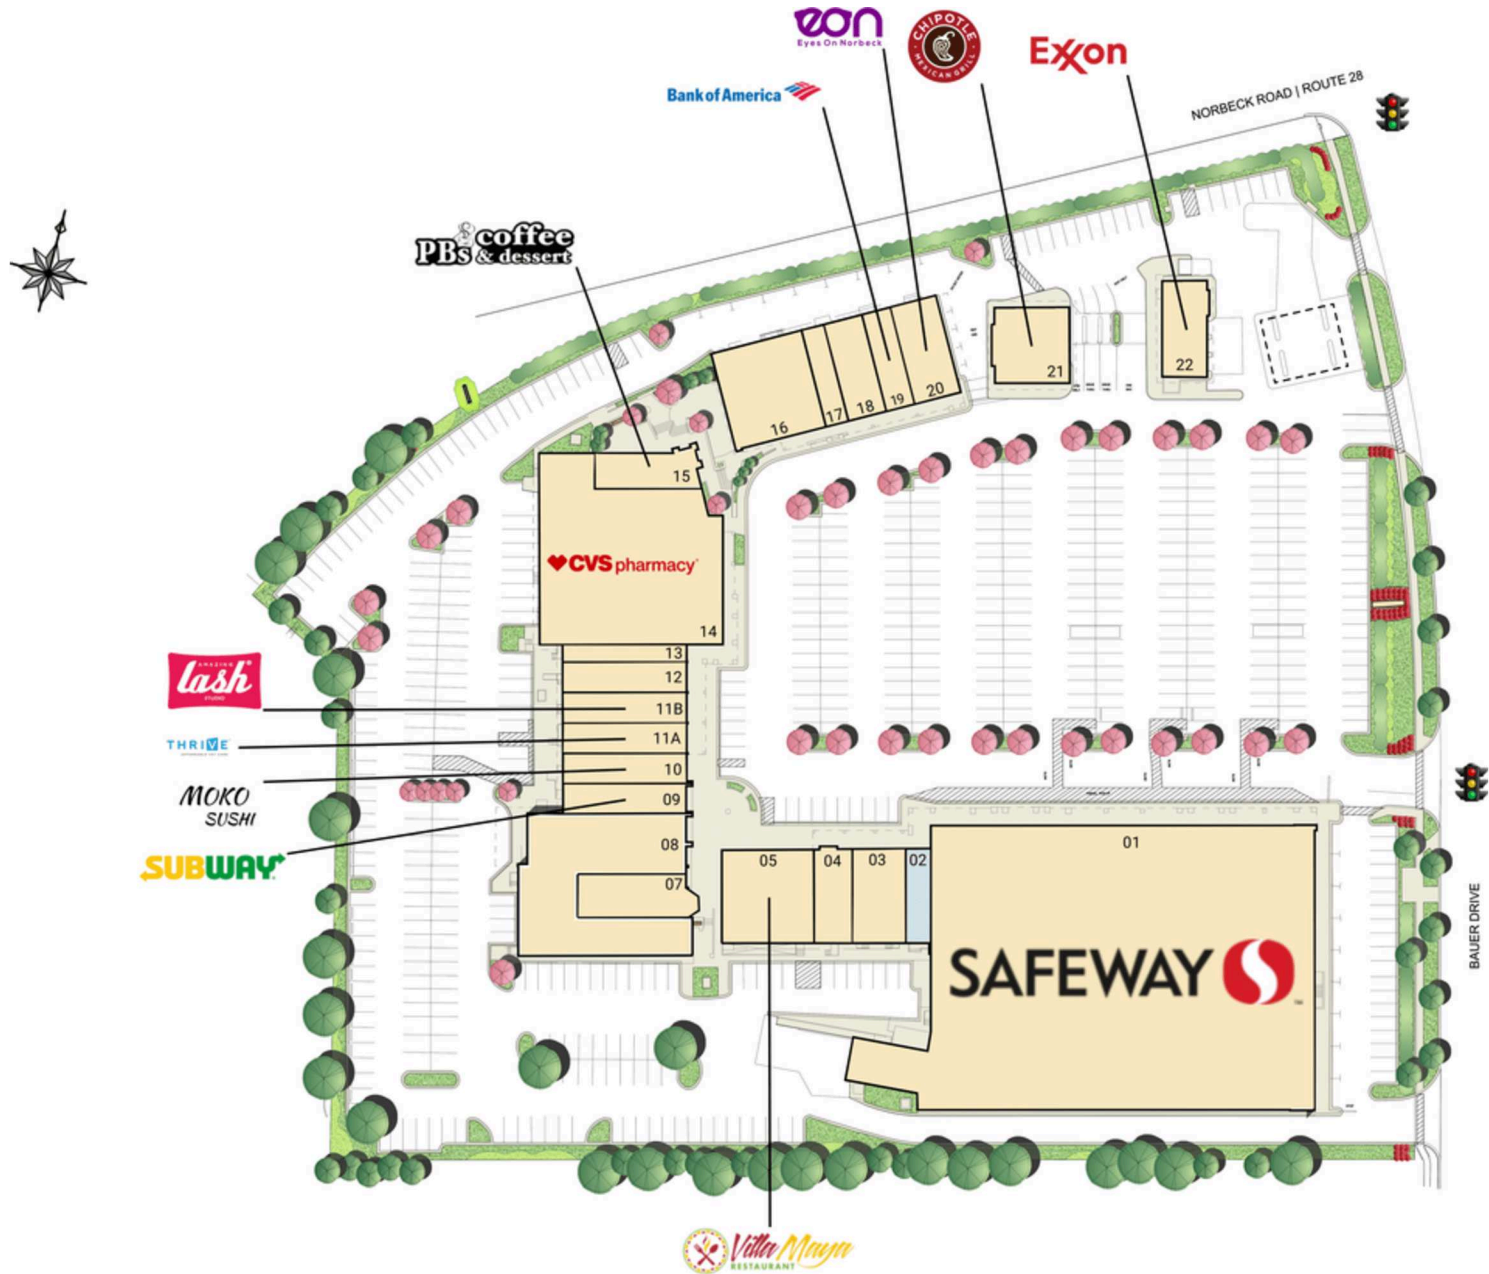 eon
Eyes On Norbeck
CHIPOTLE
MEXICAN GRILL
Exxon
Bank of America
NORBECK ROAD | ROUTE 28
PBs coffee
& dessert
22
21
20
19
18
17
16
15
CVS pharmacy
14
13
12
11B
11A
10
09
08
07
AMAZING
lash
STUDIO
THRIVE
MOKO
SUSHI
SUBWAY
05
04
03
02
01
SAFEWAY
BAUER DRIVE
Villa Maya
RESTAURANT